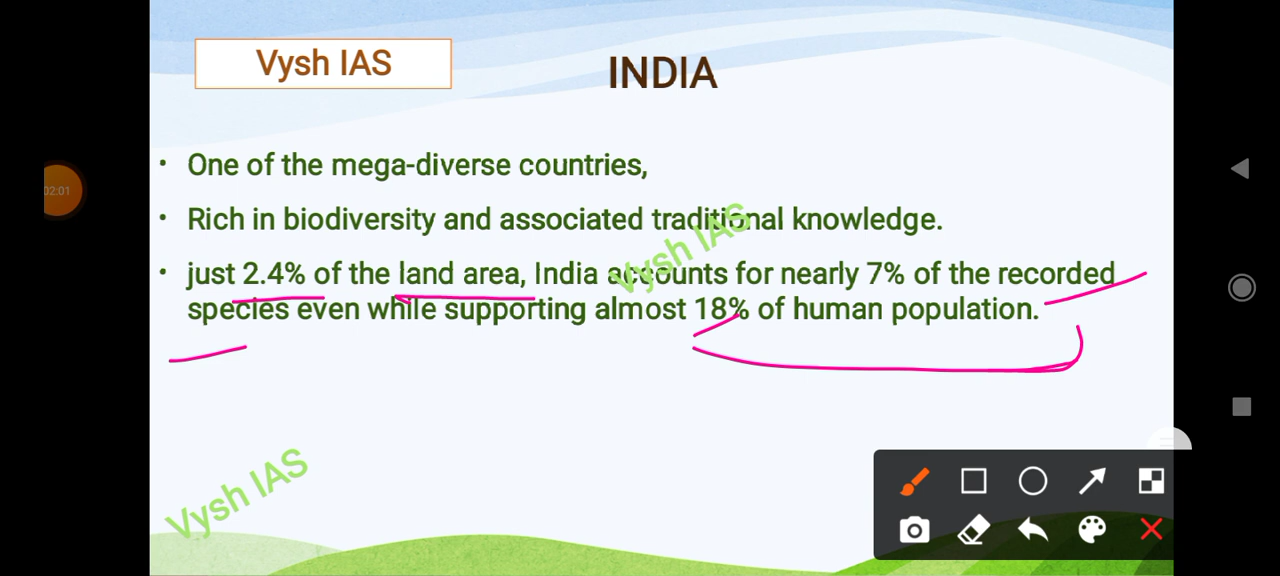 Vysh IAS
INDIA
• One of the mega-diverse countries,
• Rich in biodiversity and associated traditional knowledge.
• just 2.4% of the land area, India accounts for nearly 7% of the recorded
species even while supporting almost 18% of human population.
Vysh IAS
Vysh IAS
02:01